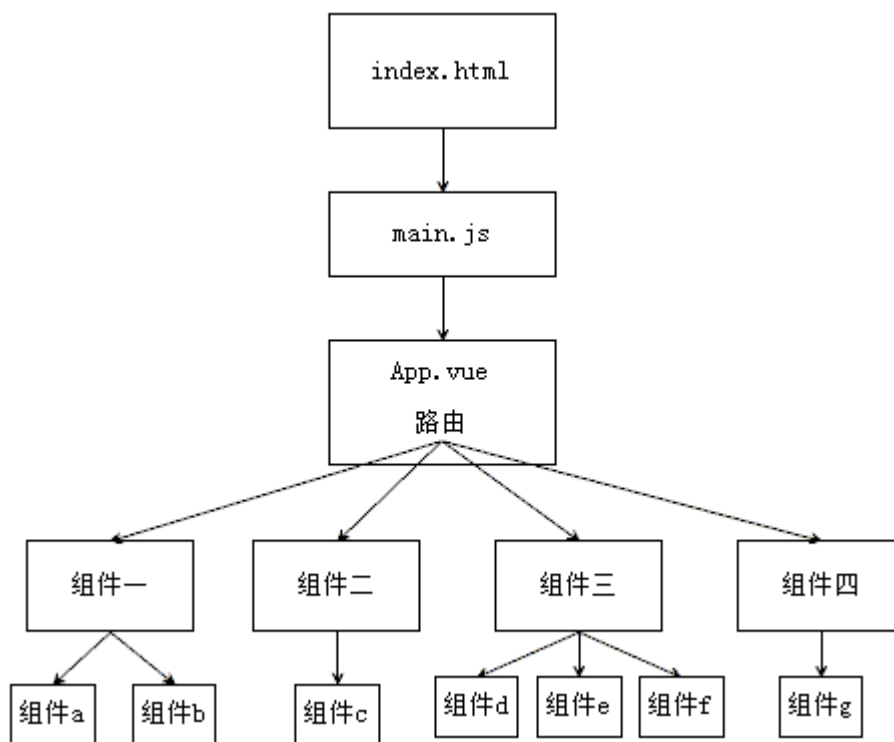 index.html
main.js
App.vue
路由
组件一
组件二
组件三
组件四
组件a
组件b
组件c
组件d
组件e
组件f
组件g